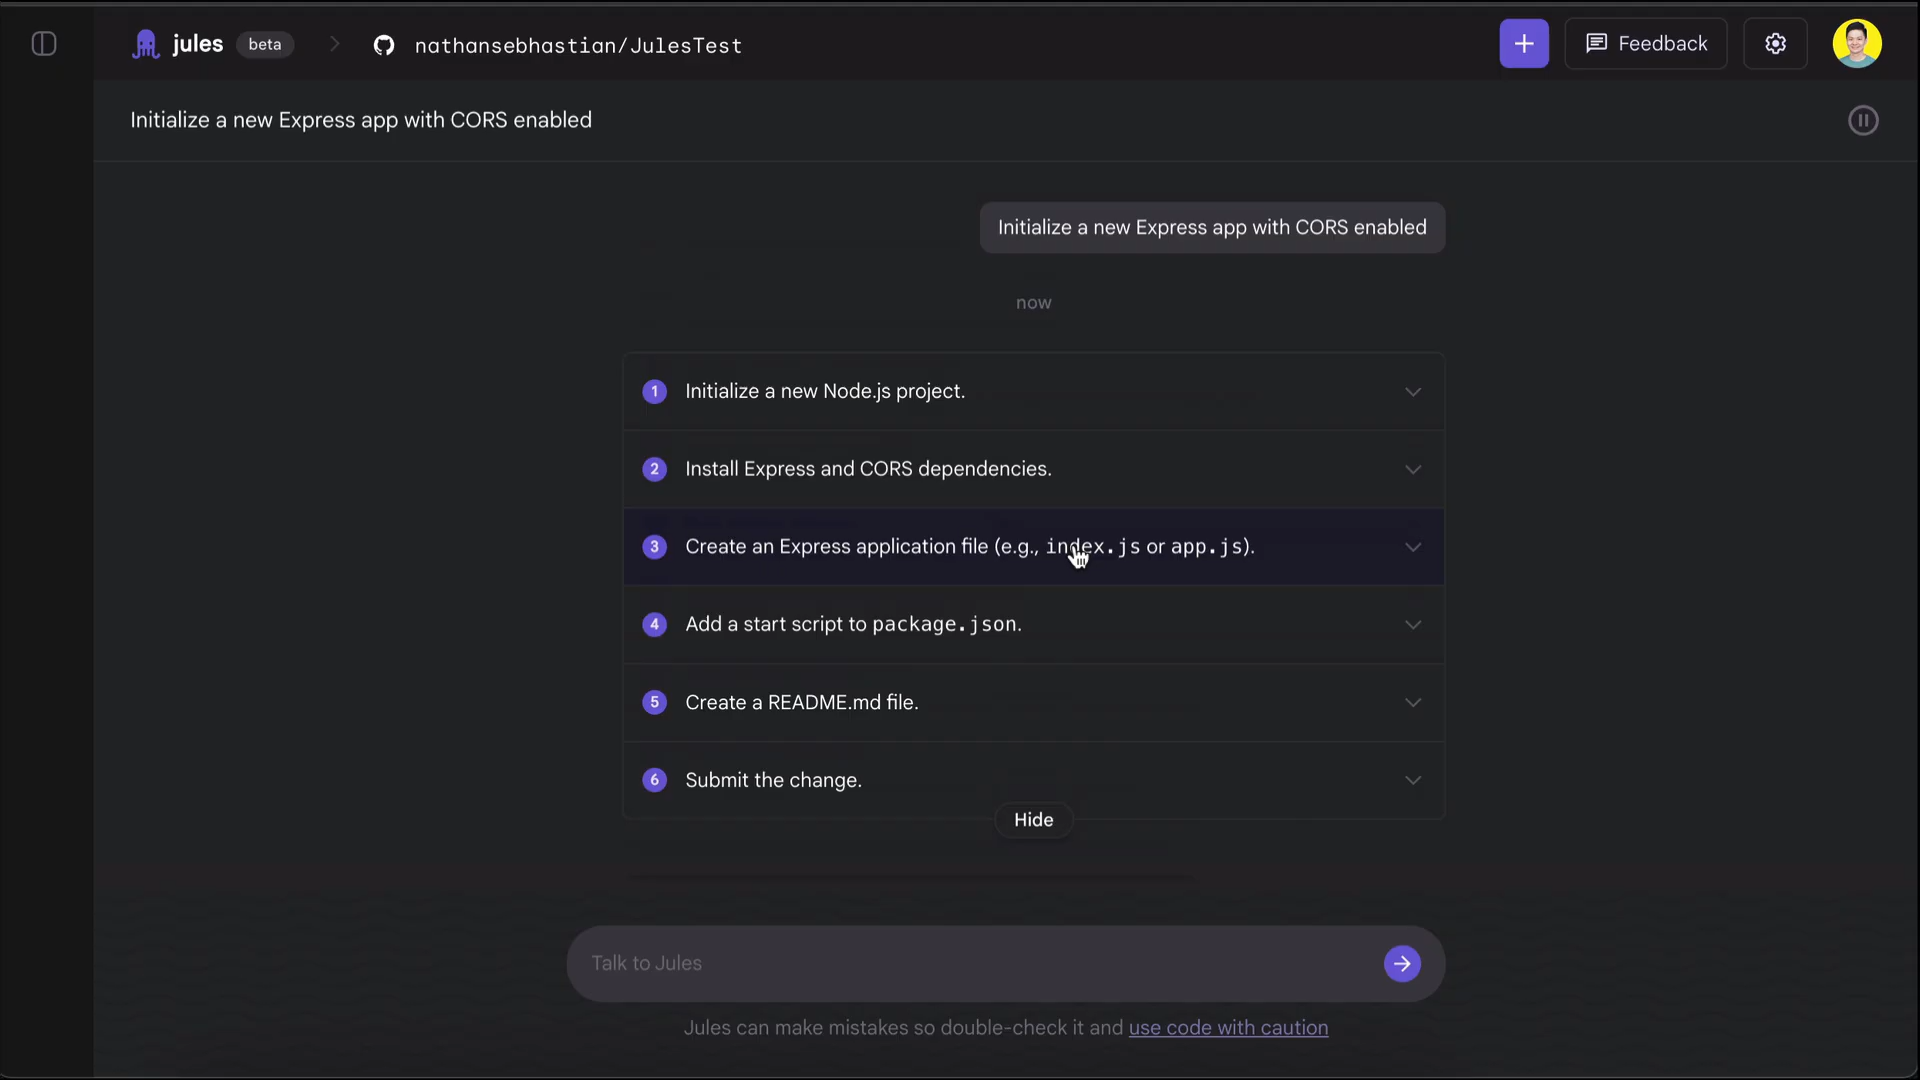 jules beta nathansebhastian/JulesTest Feedback
Initialize a new Express app with CORS enabled
Initialize a new Express app with CORS enabled
now
1 Initialize a new Node.js project.
2 Install Express and CORS dependencies.
3 Create an Express application file (e.g., index.js or app.js).
4 Add a start script to package.json.
5 Create a README.md file.
6 Submit the change.
Hide
Talk to Jules
Jules can make mistakes so double-check it and use code with caution